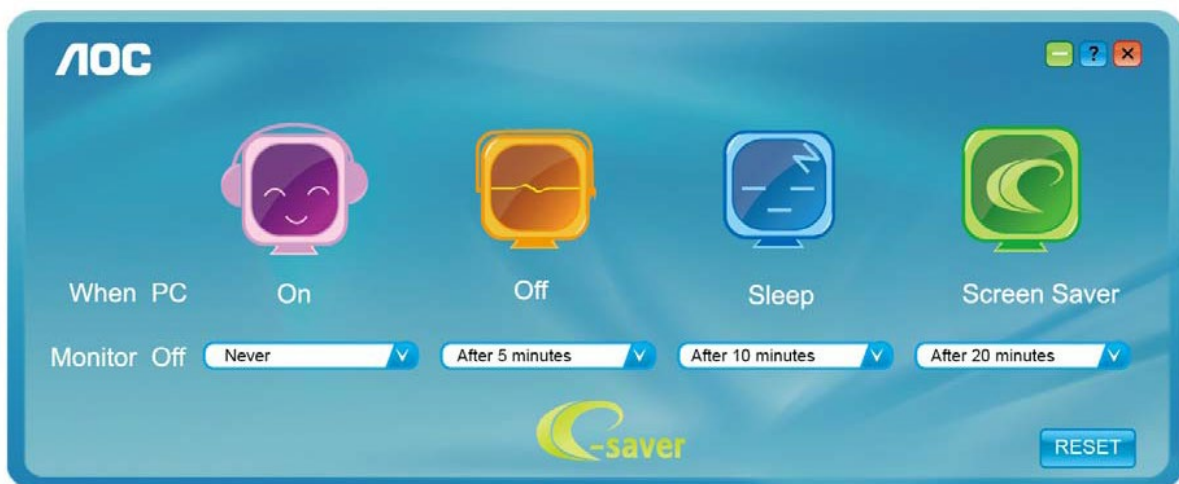 AOC
?
When PC On Off Sleep Screen Saver
Monitor Off Never After 5 minutes After 10 minutes After 20 minutes
e-saver
RESET